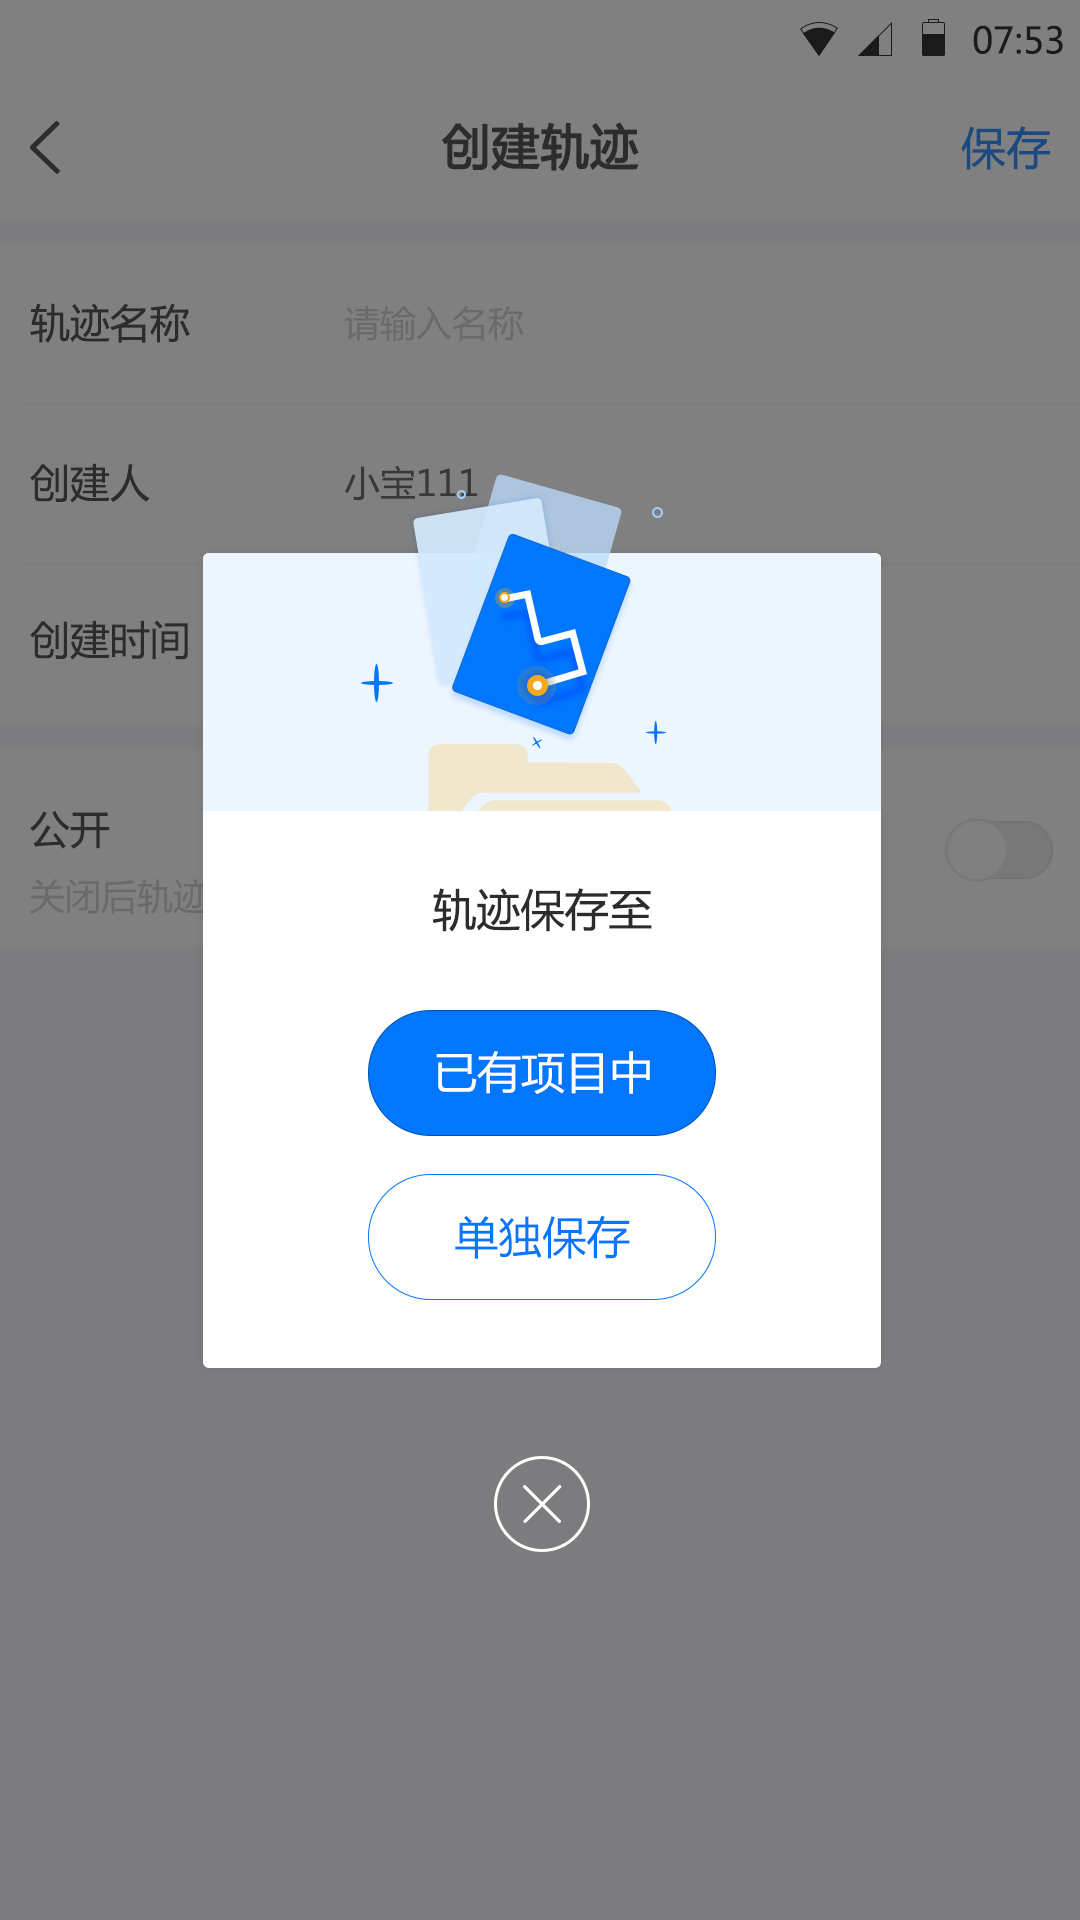 07:53
创建轨迹
保存
轨迹名称 请输入名称
创建人 小宝111
创建时间
公开
关闭后轨迹
轨迹保存至
已有项目中
单独保存